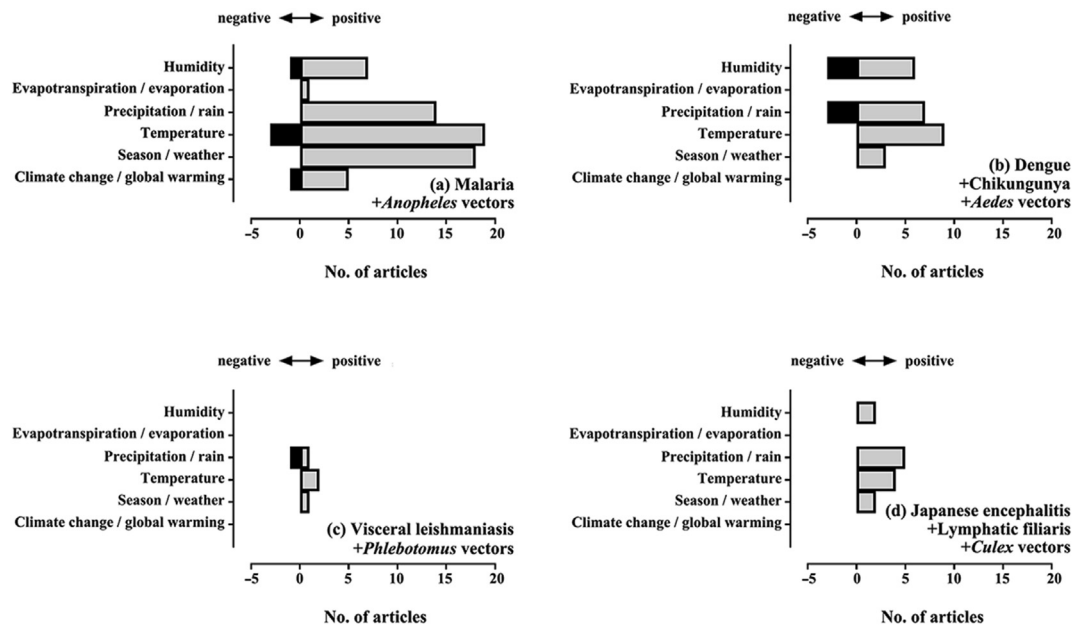 negative positive
Humidity
Evapotranspiration / evaporation
Precipitation / rain
Temperature
Season / weather
Climate change / global warming
(a) Malaria
+Anopheles vectors
−5 0 5 10 15 20
No. of articles
negative positive
Humidity
Evapotranspiration / evaporation
Precipitation / rain
Temperature
Season / weather
Climate change / global warming
(b) Dengue
+Chikungunya
+Aedes vectors
−5 0 5 10 15 20
No. of articles
negative positive
Humidity
Evapotranspiration / evaporation
Precipitation / rain
Temperature
Season / weather
Climate change / global warming
(c) Visceral leishmaniasis
+Phlebotomus vectors
−5 0 5 10 15 20
No. of articles
negative positive
Humidity
Evapotranspiration / evaporation
Precipitation / rain
Temperature
Season / weather
Climate change / global warming
(d) Japanese encephalitis
+Lymphatic filiaris
+Culex vectors
−5 0 5 10 15 20
No. of articles